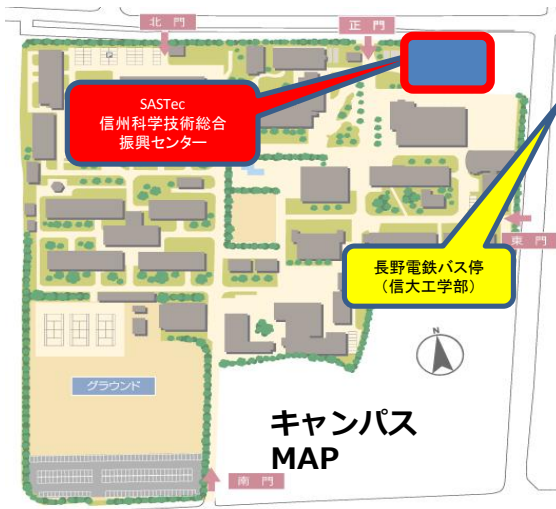 北 門
正 門
SASTec
信州科学技術総合
振興センター
東 門
長野電鉄バス停
（信大工学部）
N
グラウンド
キャンパス
MAP
南 門